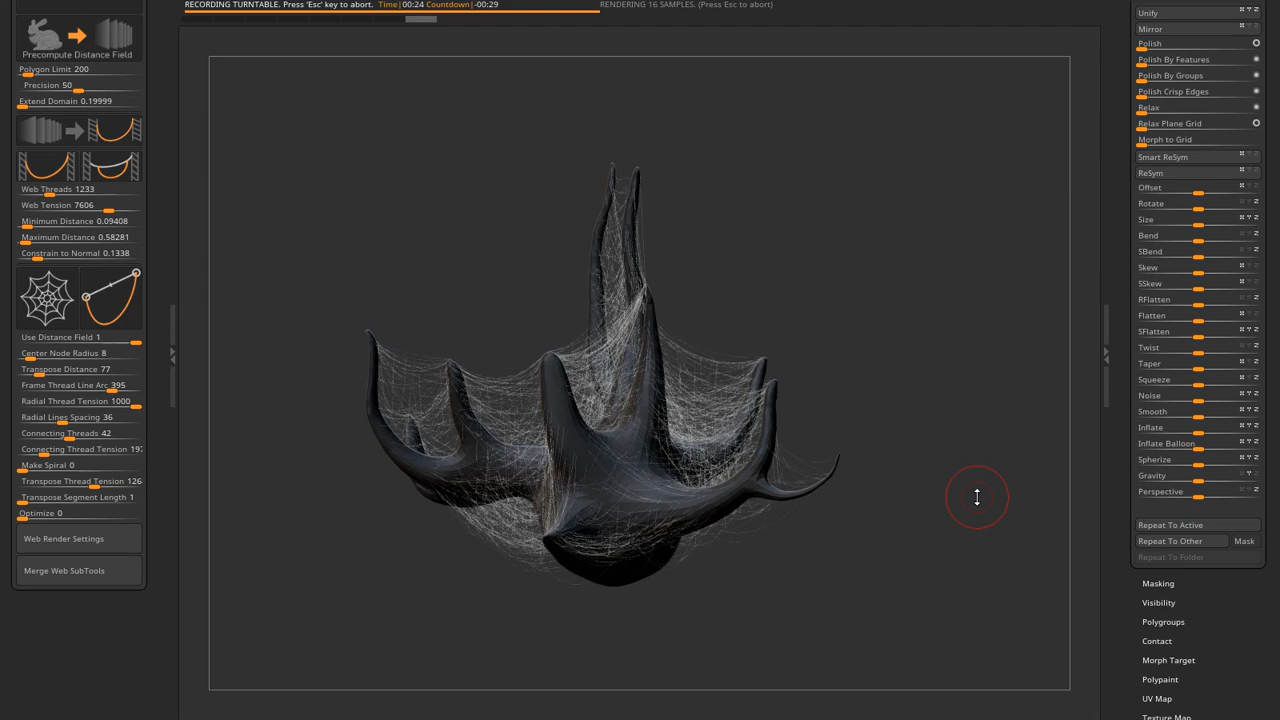 RECORDING TURNTABLE. Press 'Esc' key to abort. Time|00:24 Countdown|-00:29
RENDERING 16 SAMPLES. (Press Esc to abort)
Precompute Distance Field
Polygon Limit 200
Precision 50
Extend Domain 0.19999
Web Threads 1233
Web Tension 7606
Minimum Distance 0.09408
Maximum Distance 0.58281
Constrain to Normal 0.1338
Use Distance Field 1
Center Node Radius 8
Transpose Distance 77
Frame Thread Line Arc 395
Radial Thread Tension 1000
Radial Lines Spacing 36
Connecting Threads 42
Connecting Thread Tension 197
Make Spiral 0
Transpose Thread Tension 126
Transpose Segment Length 1
Optimize 0
Web Render Settings
Merge Web SubTools
Unify
Mirror
Polish
Polish By Features
Polish By Groups
Polish Crisp Edges
Relax
Relax Plane Grid
Morph to Grid
Smart ReSym
ReSym
Offset
Rotate
Size
Bend
SBend
Skew
SSkew
RFlatten
Flatten
SFlatten
Twist
Taper
Squeeze
Noise
Smooth
Inflate
Inflate Balloon
Spherize
Gravity
Perspective
Repeat To Active
Repeat To Other Mask
Repeat To Folder
Masking
Visibility
Polygroups
Contact
Morph Target
Polypaint
UV Map
Texture Map